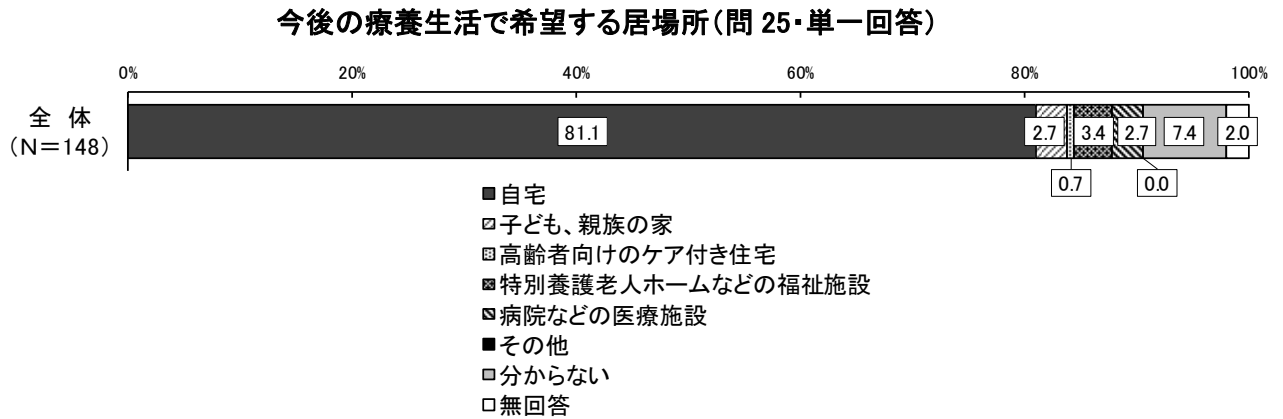 今後の療養生活で希望する居場所(問 25・単一回答)
0% 20% 40% 60% 80% 100%
全 体
(N=148)
81.1 2.7 3.4 2.7 7.4 2.0
0.7 0.0
自宅
子ども、親族の家
高齢者向けのケア付き住宅
特別養護老人ホームなどの福祉施設
病院などの医療施設
その他
分からない
無回答